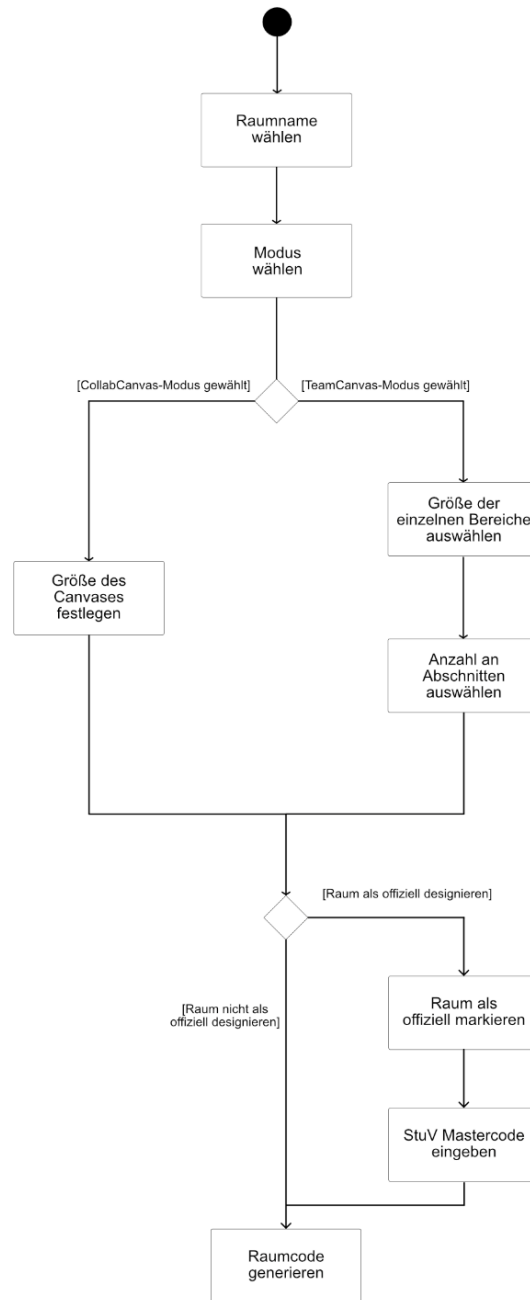 Raumname
wählen
Modus
wählen
[CollabCanvas-Modus gewählt]
[TeamCanvas-Modus gewählt]
Größe der
einzelnen Bereiche
auswählen
Größe des
Canvases
festlegen
Anzahl an
Abschnitten
auswählen
[Raum als offiziell designieren]
[Raum nicht als
offiziell designieren]
Raum als
offiziell markieren
StuV Mastercode
eingeben
Raumcode
generieren